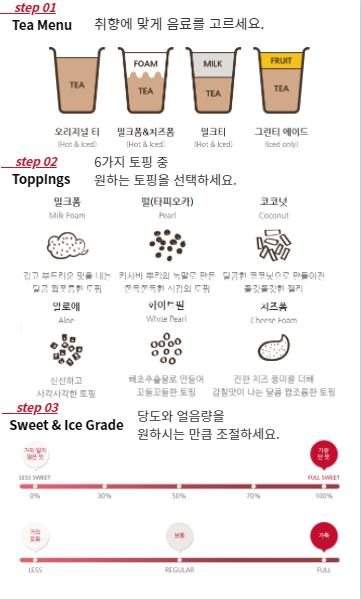 step 01
Tea Menu 취향에 맞게 음료를 고르세요.
TEA
FOAM
TEA
MILK
TEA
FRUIT
TEA
오리지널 티 밀크폼&치즈폼 밀크티 그린티 에이드
(Hot & Iced) (Hot & Iced) (Hot & Iced) (Iced only)
step 02 6가지 토핑 중
Toppings 원하는 토핑을 선택하세요.
밀크폼 펄(타피오카) 코코넛
Milk Foam Pearl Coconut
깊고 부드러운 맛을 내는 카사바 뿌리의 녹말로 만든 달콤한 코코넛으로 만들어진
달콤 짭쪼름한 토핑 쫀득쫀득한 식감의 토핑 쫄깃쫄깃한 젤리
알로에 화이트펄 치즈폼
Aloe White Pearl Cheese Foam
신선하고 해초추출물로 만들어 진한 치즈 풍미를 더해
사각사각한 토핑 꼬들꼬들한 토핑 감칠맛이 나는 달콤 짭조름한 토핑
step 03 당도와 얼음량을
Sweet & Ice Grade 원하시는 만큼 조절하세요.
거의 달지 가장
않은 맛 단 맛
LESS SWEET FULL SWEET
0% 30% 50% 70% 100%
거의 보통 가득
없음
LESS REGULAR FULL